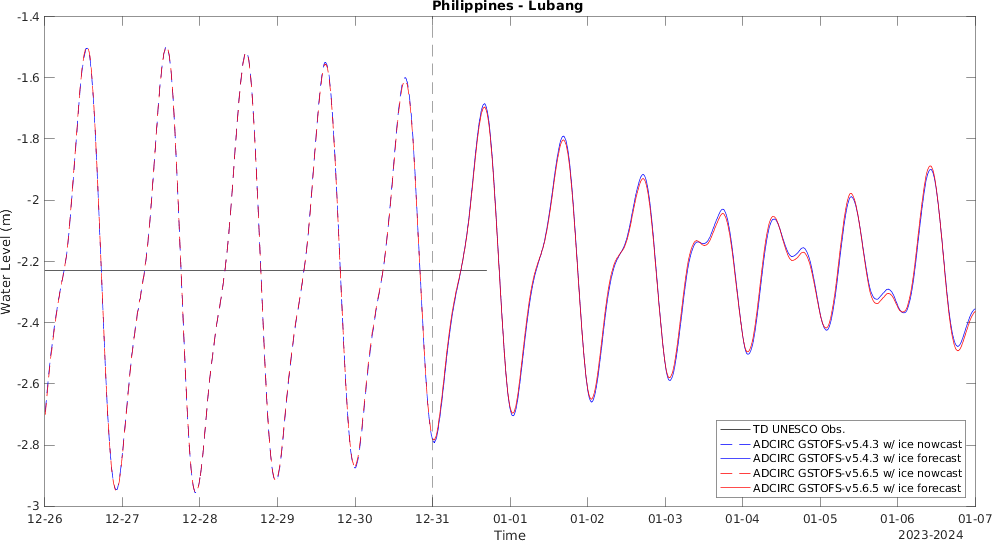 Philippines - Lubang
Water Level (m)
-1.4
-1.6
-1.8
-2
-2.2
-2.4
-2.6
-2.8
-3
TD UNESCO Obs.
ADCIRC GSTOFS-v5.4.3 w/ ice nowcast
ADCIRC GSTOFS-v5.4.3 w/ ice forecast
ADCIRC GSTOFS-v5.6.5 w/ ice nowcast
ADCIRC GSTOFS-v5.6.5 w/ ice forecast
12-26 12-27 12-28 12-29 12-30 12-31 01-01 01-02 01-03 01-04 01-05 01-06 01-07
Time
2023-2024